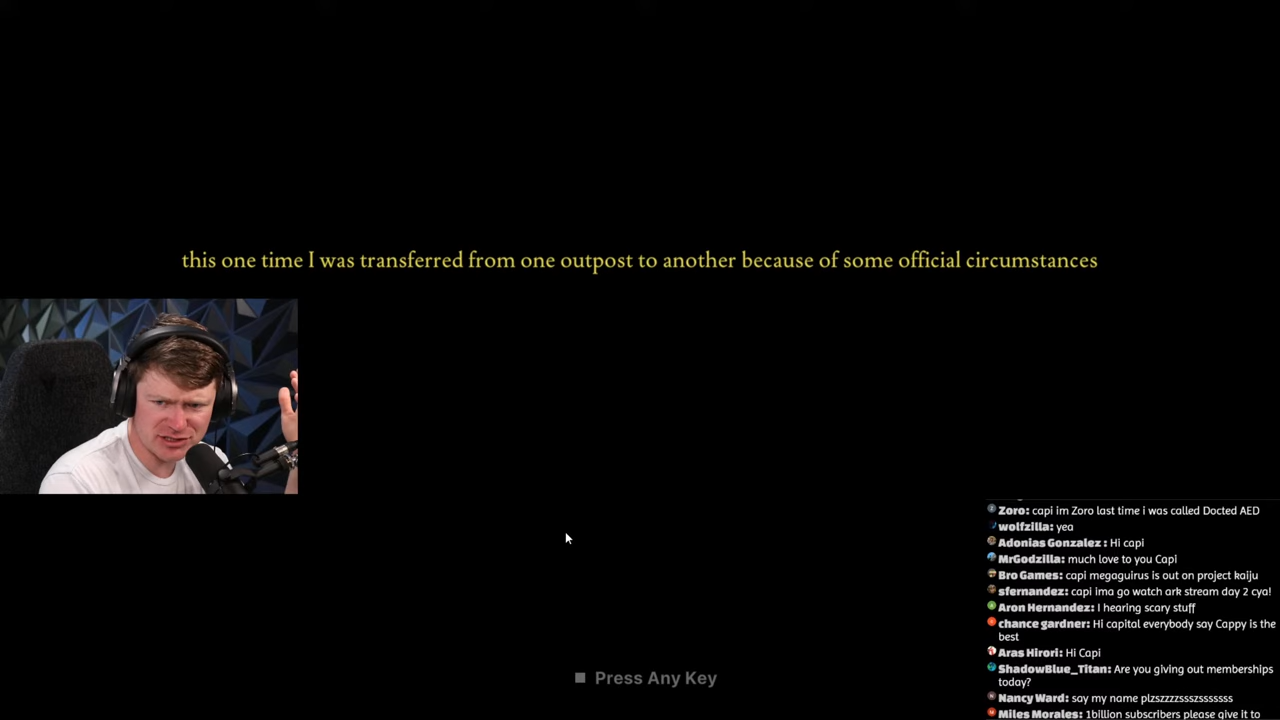 this one time I was transferred from one outpost to another because of some official circumstances
Press Any Key
Zoro: capi im Zoro last time i was called Docted AED
wolfzilla: yea
Adonias Gonzalez : Hi capi
MrGodzilla: much love to you Capi
Bro Games: capi megaguirus is out on project kaiju
sfernandez: capi ima go watch ark stream day 2 cya!
Aron Hernandez: I hearing scary stuff
chance gardner: Hi capital everybody say Cappy is the
best
Aras Hirori: Hi Capi
ShadowBlue_Titan: Are you giving out memberships
today?
Nancy Ward: say my name plzszzzzssszsssssss
Miles Morales: 1billion subscribers please give it to